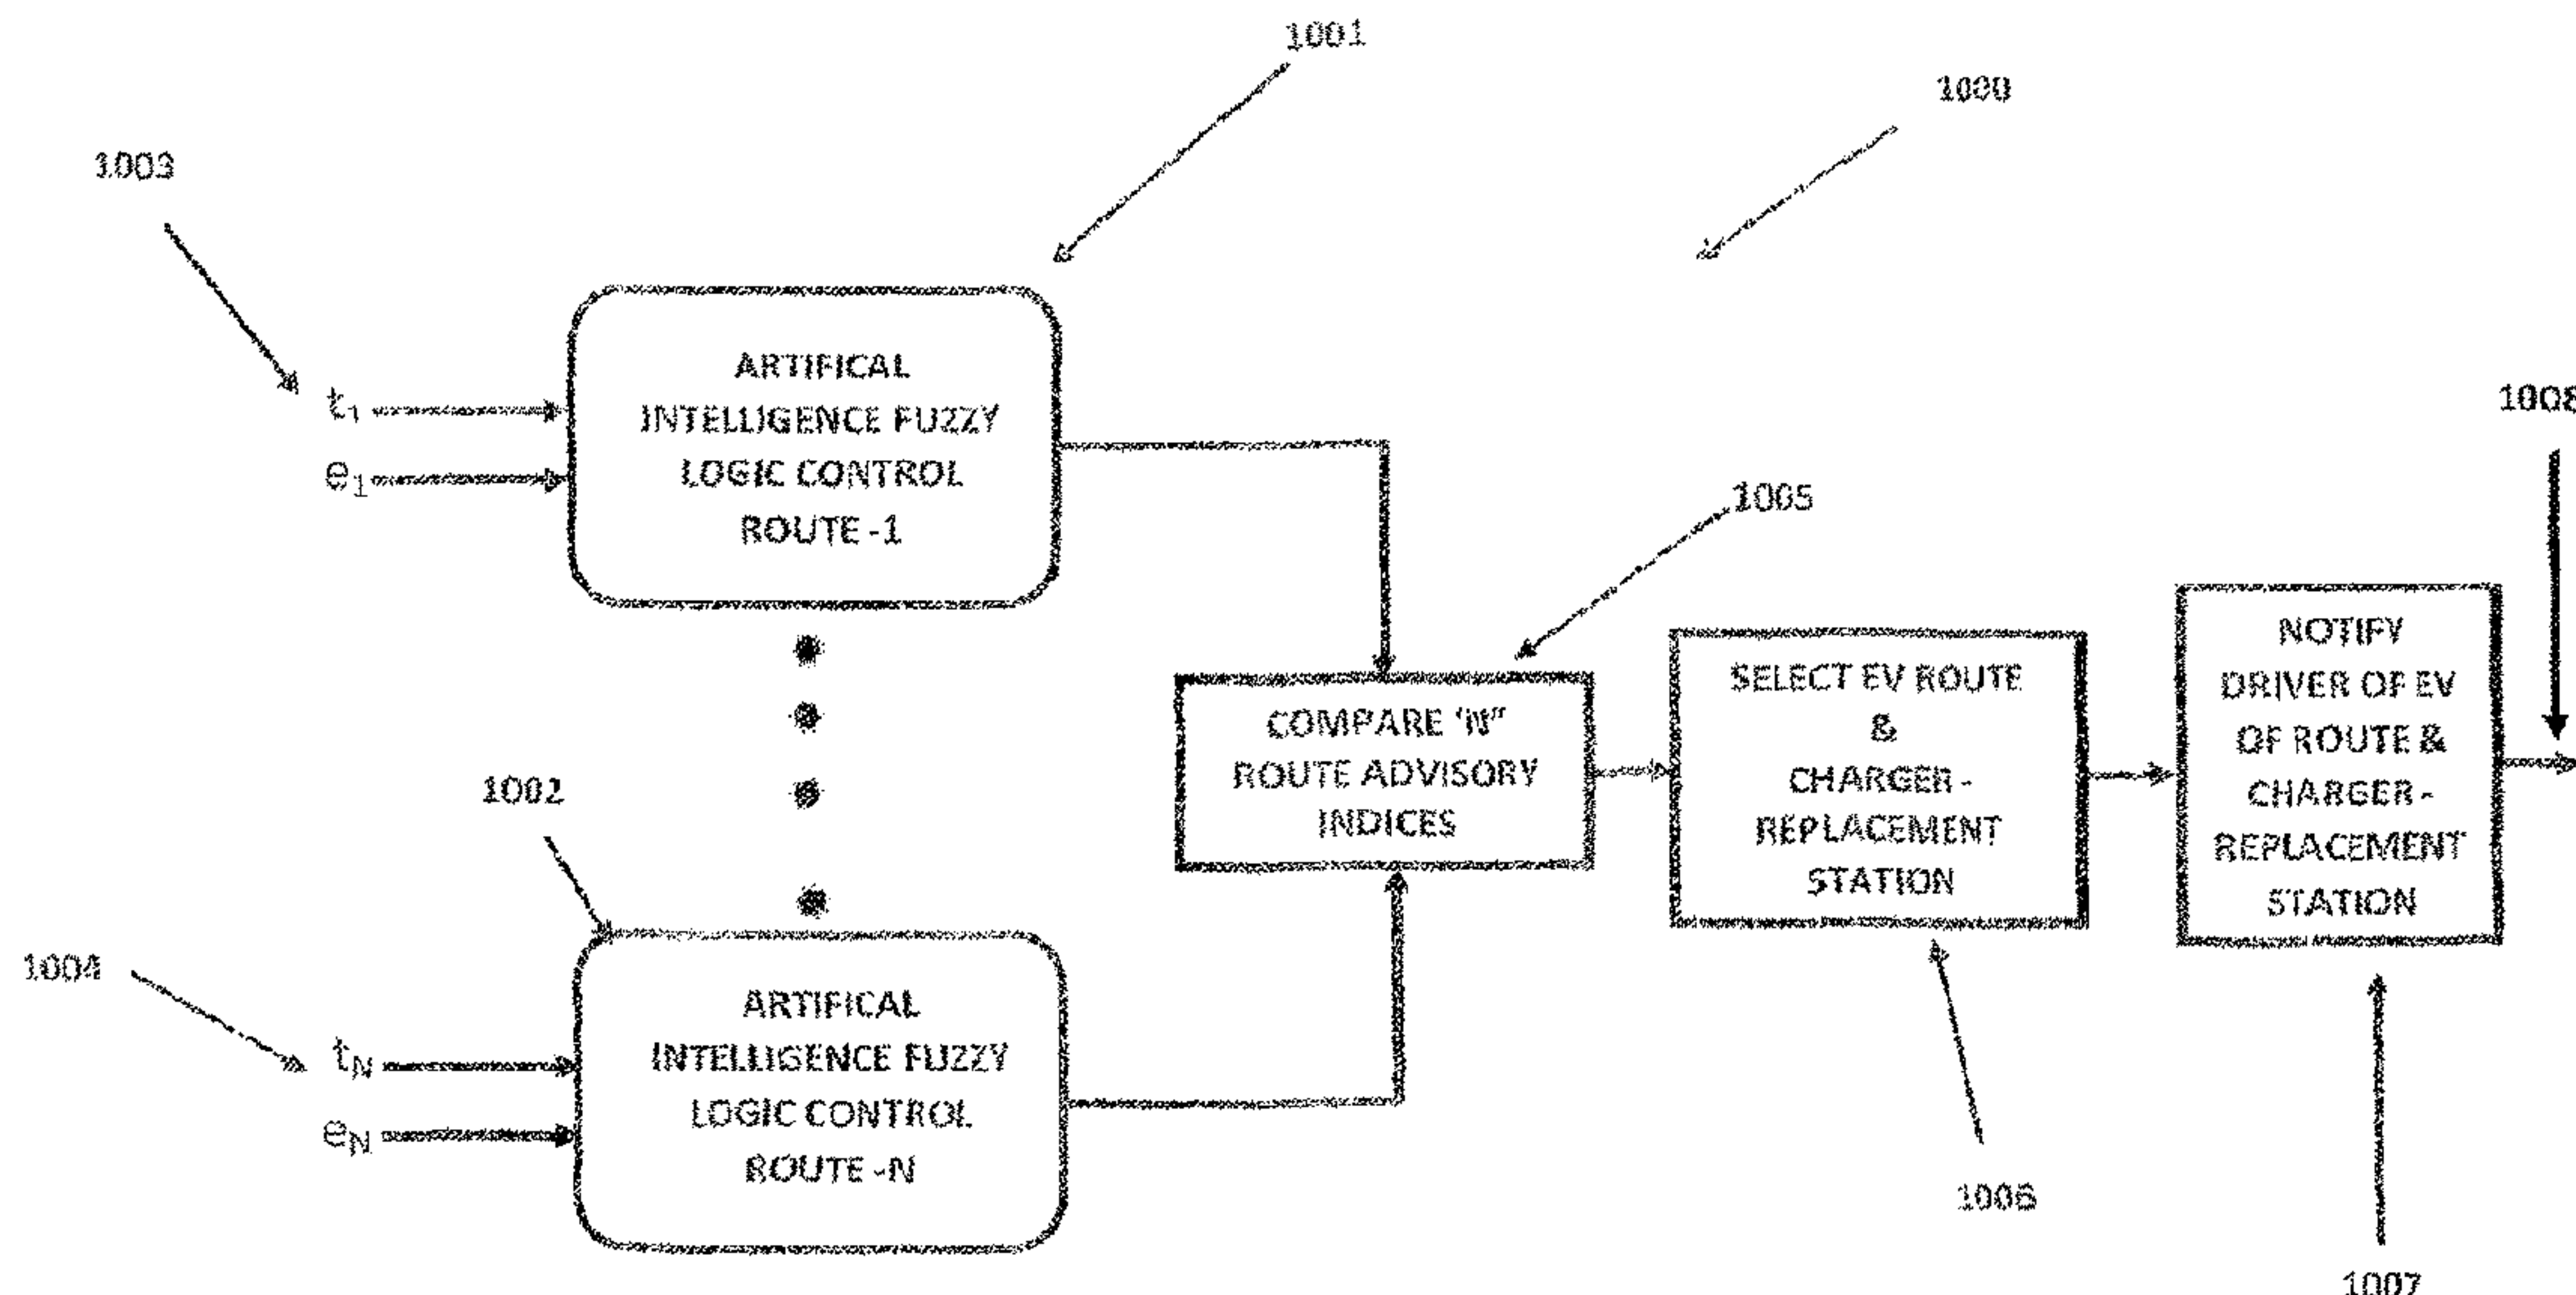 1001
1000
1003
1008
t1
e1
ARTIFICAL
INTELLIGENCE FUZZY
LOGIC CONTROL
ROUTE -1
1005
1002
COMPARE 'N"
ROUTE ADVISORY
INDICES
SELECT EV ROUTE
&
CHARGER -
REPLACEMENT
STATION
NOTIFY
DRIVER OF EV
OF ROUTE &
CHARGER -
REPLACEMENT
STATION
1004
tN
eN
ARTIFICAL
INTELLIGENCE FUZZY
LOGIC CONTROL
ROUTE -N
1006
1007